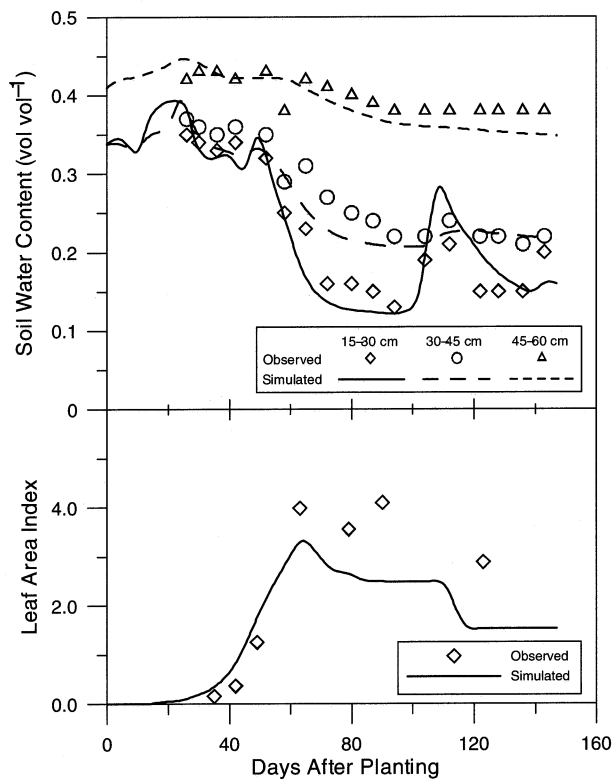 0.5
0.4
0.3
0.2
0.1
0
Soil Water Content (vol vol⁻¹)
15-30 cm 30-45 cm 45-60 cm
Observed
Simulated
4.0
2.0
0.0
Leaf Area Index
Observed
Simulated
0 40 80 120 160
Days After Planting